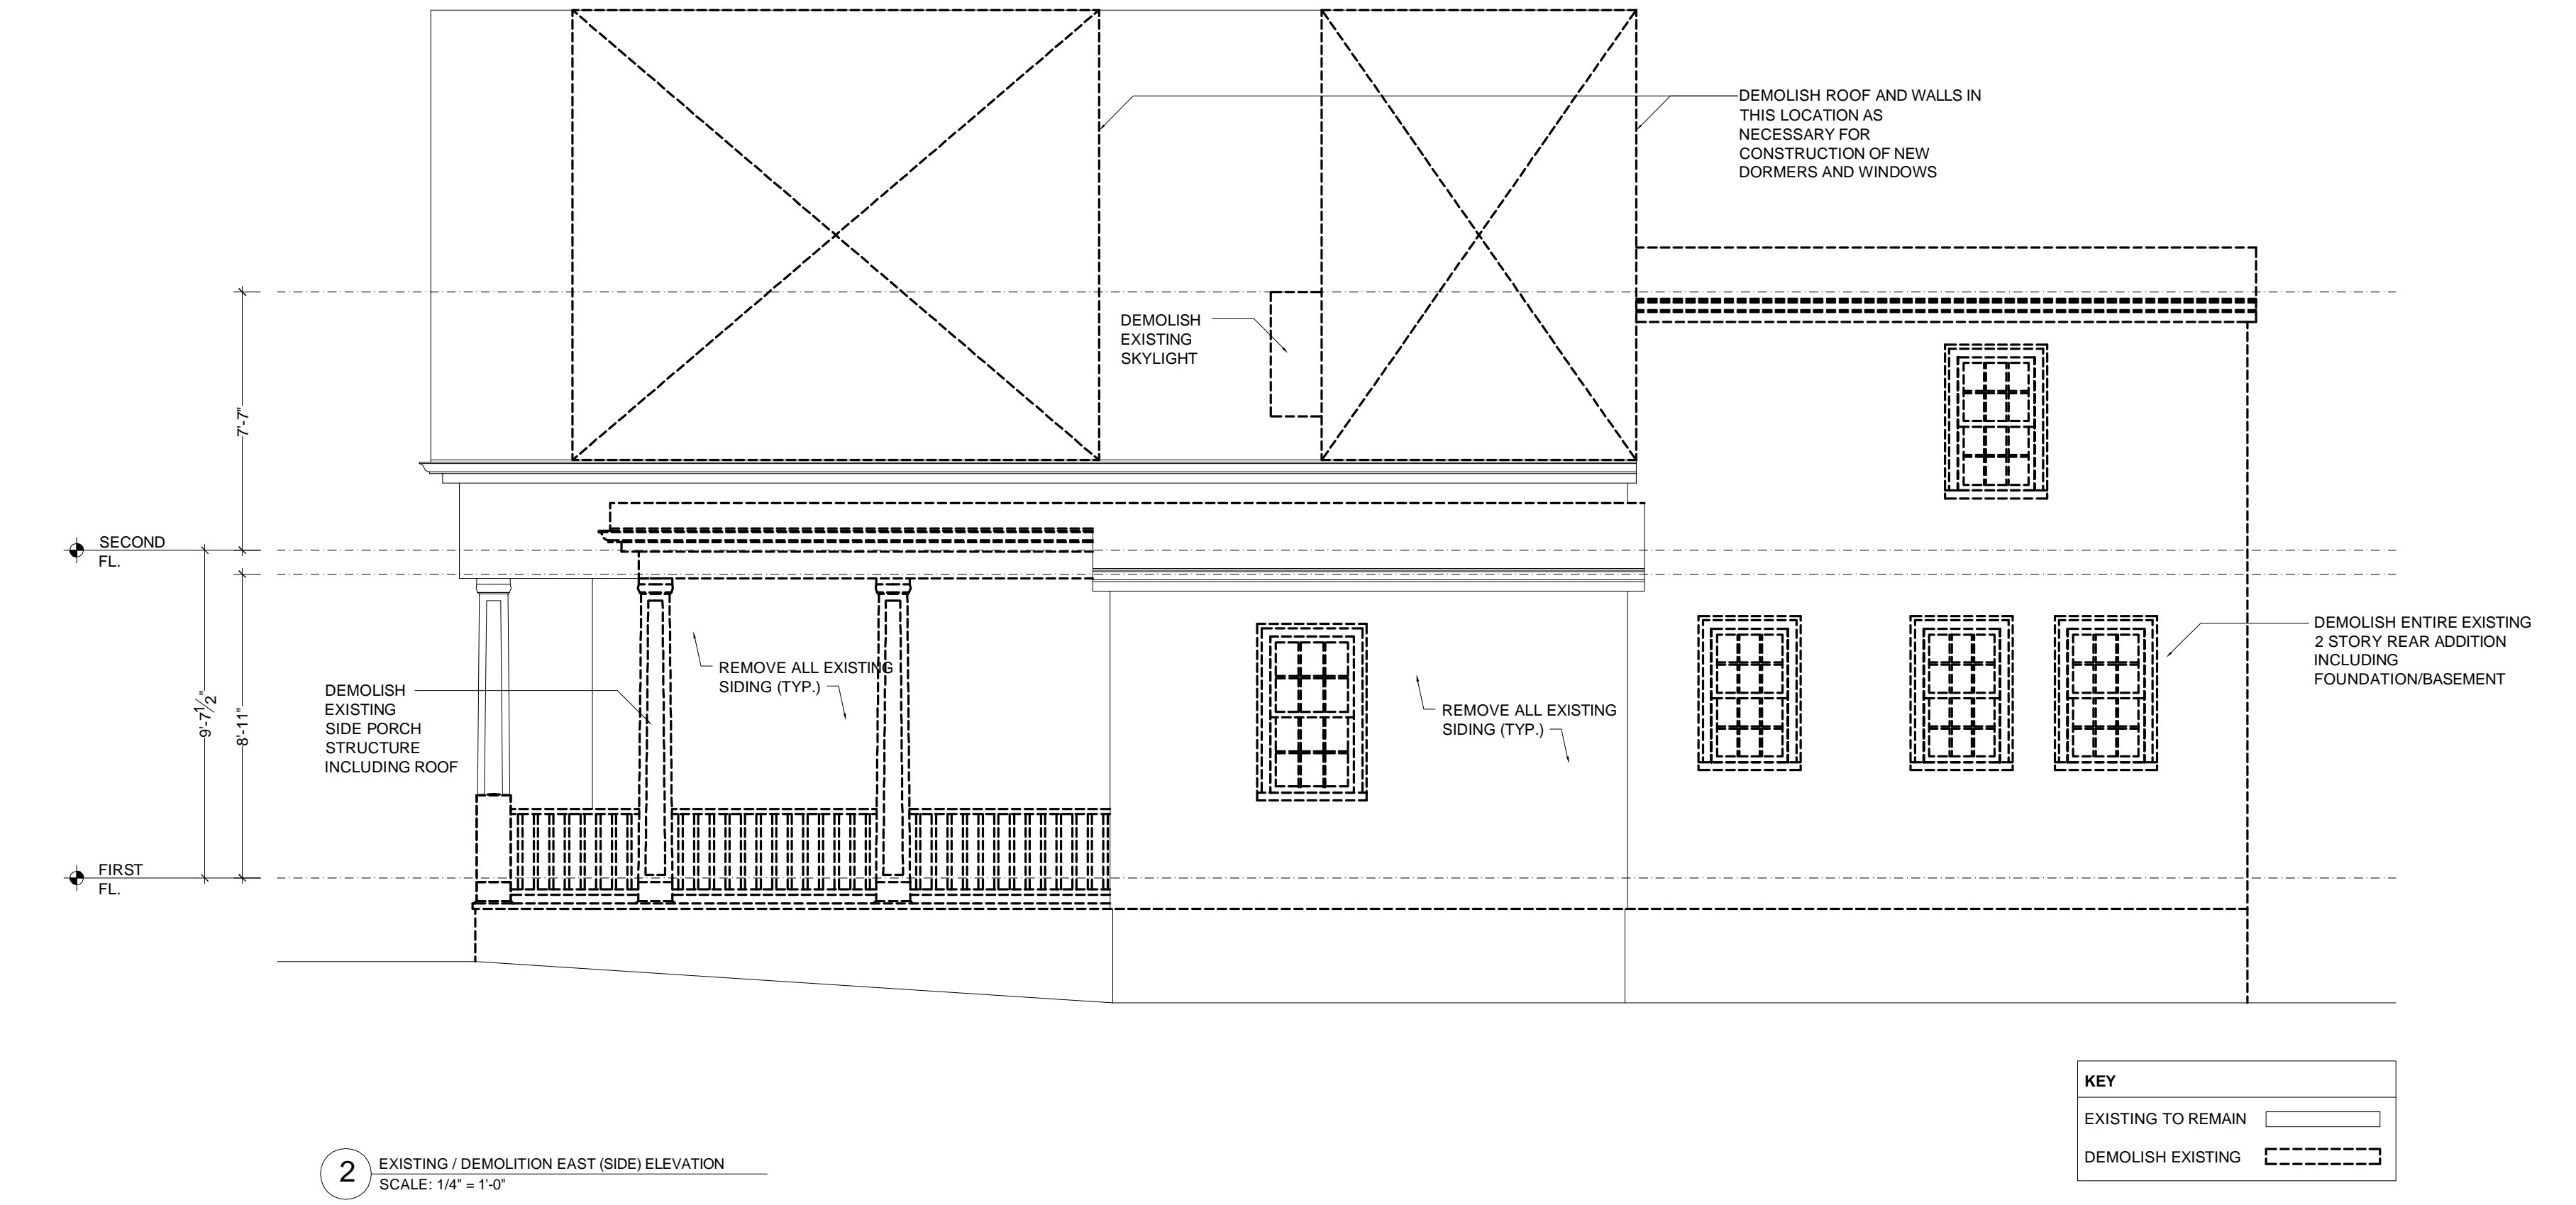 DEMOLISH ROOF AND WALLS IN
THIS LOCATION AS
NECESSARY FOR
CONSTRUCTION OF NEW
DORMERS AND WINDOWS
DEMOLISH
EXISTING
SKYLIGHT
7'-7"
SECOND
FL.
9'-7 1/2"
8'-11"
FIRST
FL.
DEMOLISH
EXISTING
SIDE PORCH
STRUCTURE
INCLUDING ROOF
REMOVE ALL EXISTING
SIDING (TYP.)
REMOVE ALL EXISTING
SIDING (TYP.)
DEMOLISH ENTIRE EXISTING
2 STORY REAR ADDITION
INCLUDING
FOUNDATION/BASEMENT
KEY
EXISTING TO REMAIN
DEMOLISH EXISTING
2
EXISTING / DEMOLITION EAST (SIDE) ELEVATION
SCALE: 1/4" = 1'-0"